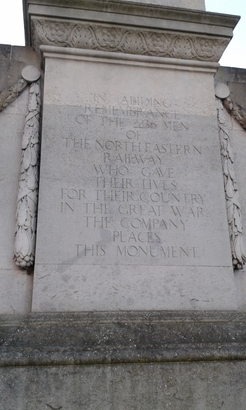 IN ABIDING
REMEMBRANCE
OF THE 2236 MEN
OF
THE NORTH EASTERN
RAILWAY
WHO GAVE
THEIR LIVES
FOR THEIR COUNTRY
IN THE GREAT WAR
THE COMPANY
PLACES
THIS MONUMENT